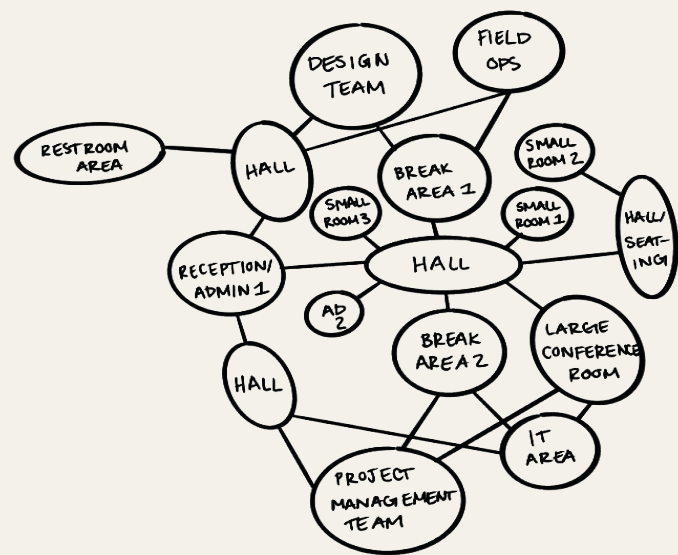 DESIGN
TEAM
FIELD
OPS
RESTROOM
AREA
HALL
BREAK
AREA 1
SMALL
ROOM 2
SMALL
ROOM 3
SMALL
ROOM 1
HALL/
SEAT-
ING
RECEPTION/
ADMIN 1
HALL
AD
2
BREAK
AREA 2
LARGE
CONFERENCE
ROOM
HALL
IT
AREA
PROJECT
MANAGEMENT
TEAM